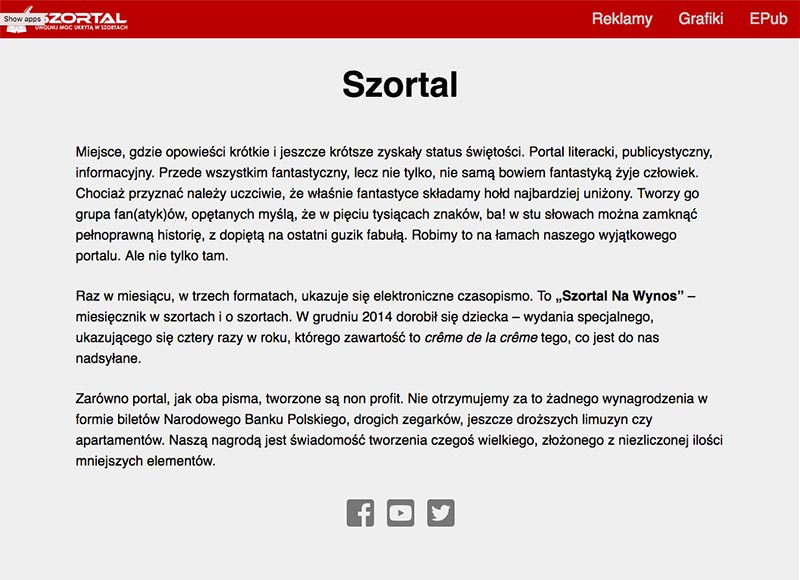 Show apps
SZORTAL
UWOLNIJ MOC UKRYTĄ W SZORTACH
Reklamy Grafiki EPub
Szortal
Miejsce, gdzie opowieści krótkie i jeszcze krótsze zyskały status świętości. Portal literacki, publicystyczny,
informacyjny. Przede wszystkim fantastyczny, lecz nie tylko, nie samą bowiem fantastyką żyje człowiek.
Chociaż przyznać należy uczciwie, że właśnie fantastyce składamy hołd najbardziej uniżony. Tworzy go
grupa fan(atyk)ów, opętanych myślą, że w pięciu tysiącach znaków, ba! w stu słowach można zamknąć
pełnoprawną historię, z dopiętą na ostatni guzik fabułą. Robimy to na łamach naszego wyjątkowego
portalu. Ale nie tylko tam.
Raz w miesiącu, w trzech formatach, ukazuje się elektroniczne czasopismo. To „Szortal Na Wynos” –
miesięcznik w szortach i o szortach. W grudniu 2014 dorobił się dziecka – wydania specjalnego,
ukazującego się cztery razy w roku, którego zawartość to crême de la crême tego, co jest do nas
nadsyłane.
Zarówno portal, jak oba pisma, tworzone są non profit. Nie otrzymujemy za to żadnego wynagrodzenia w
formie biletów Narodowego Banku Polskiego, drogich zegarków, jeszcze droższych limuzyn czy
apartamentów. Naszą nagrodą jest świadomość tworzenia czegoś wielkiego, złożonego z niezliczonej ilości
mniejszych elementów.